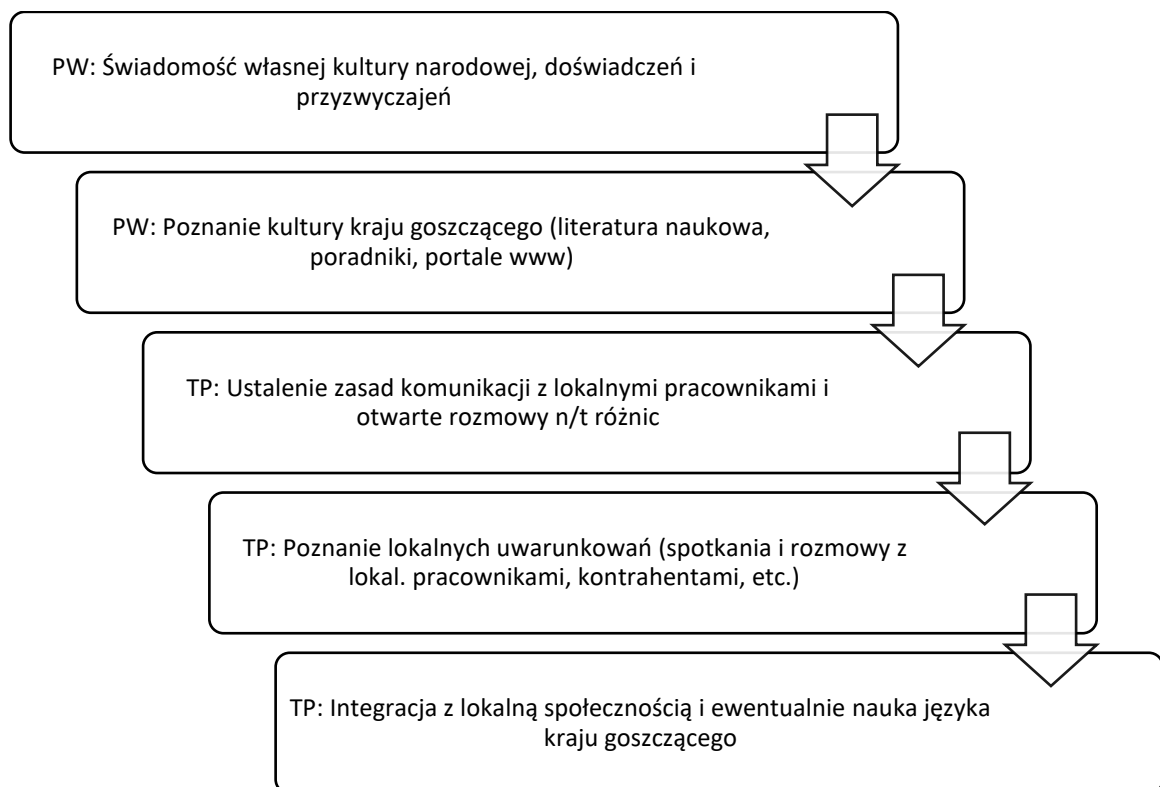 PW: Świadomość własnej kultury narodowej, doświadczeń i
przyzwyczajeń
PW: Poznanie kultury kraju goszczącego (literatura naukowa,
poradniki, portale www)
TP: Ustalenie zasad komunikacji z lokalnymi pracownikami i
otwarte rozmowy n/t różnic
TP: Poznanie lokalnych uwarunkowań (spotkania i rozmowy z
lokal. pracownikami, kontrahentami, etc.)
TP: Integracja z lokalną społecznością i ewentualnie nauka języka
kraju goszczącego